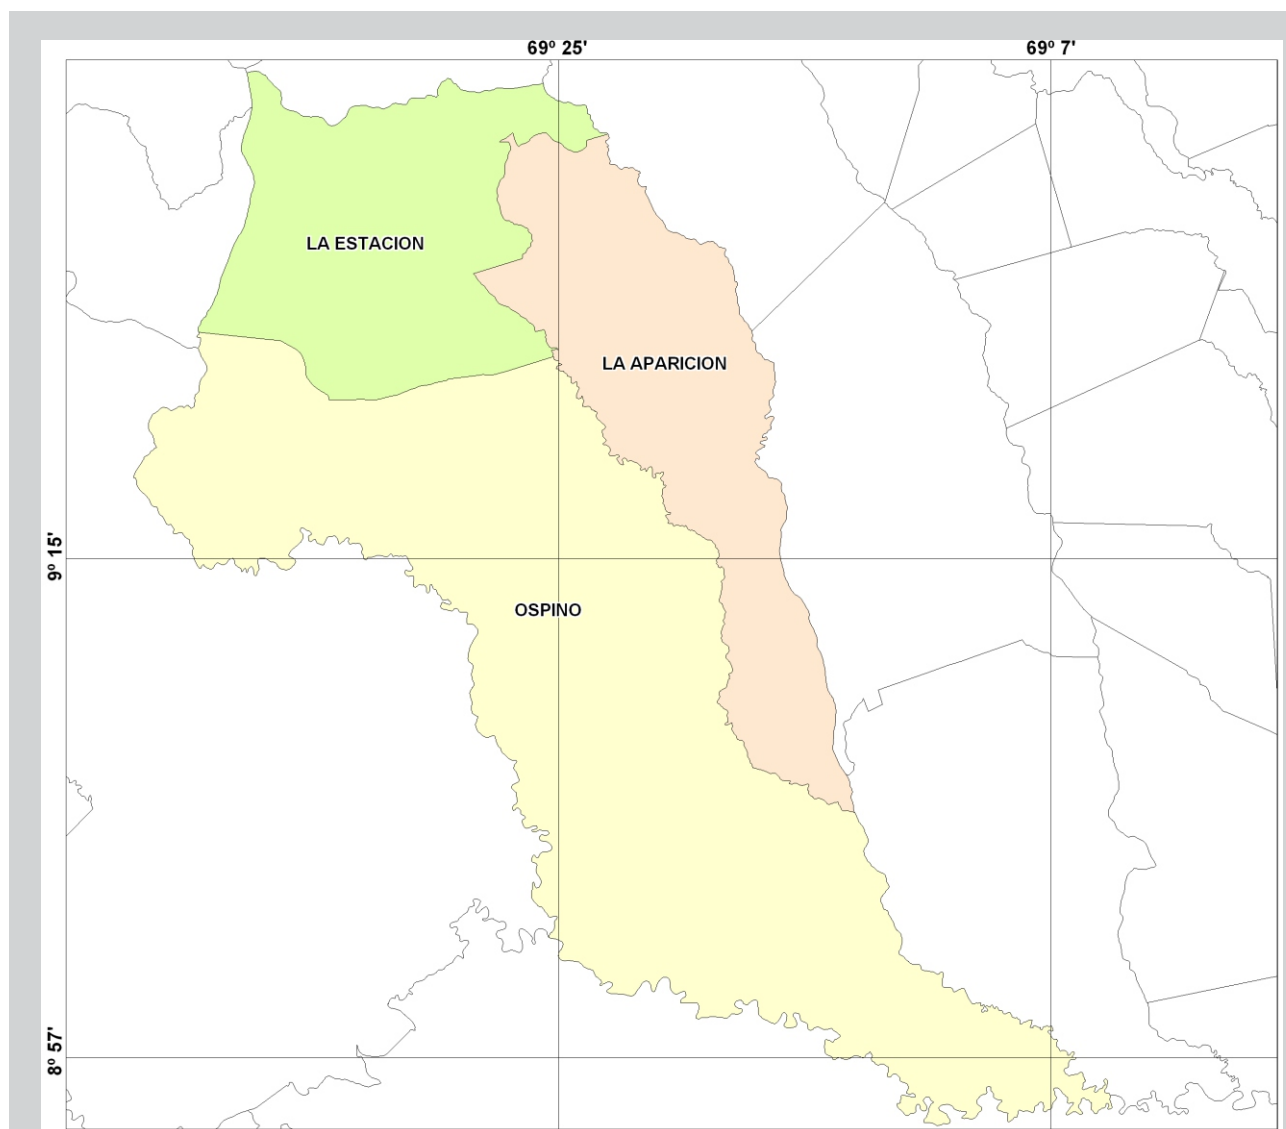 69º 25'
69º 7'
LA ESTACION
LA APARICION
9º 15'
OSPINO
8º 57'